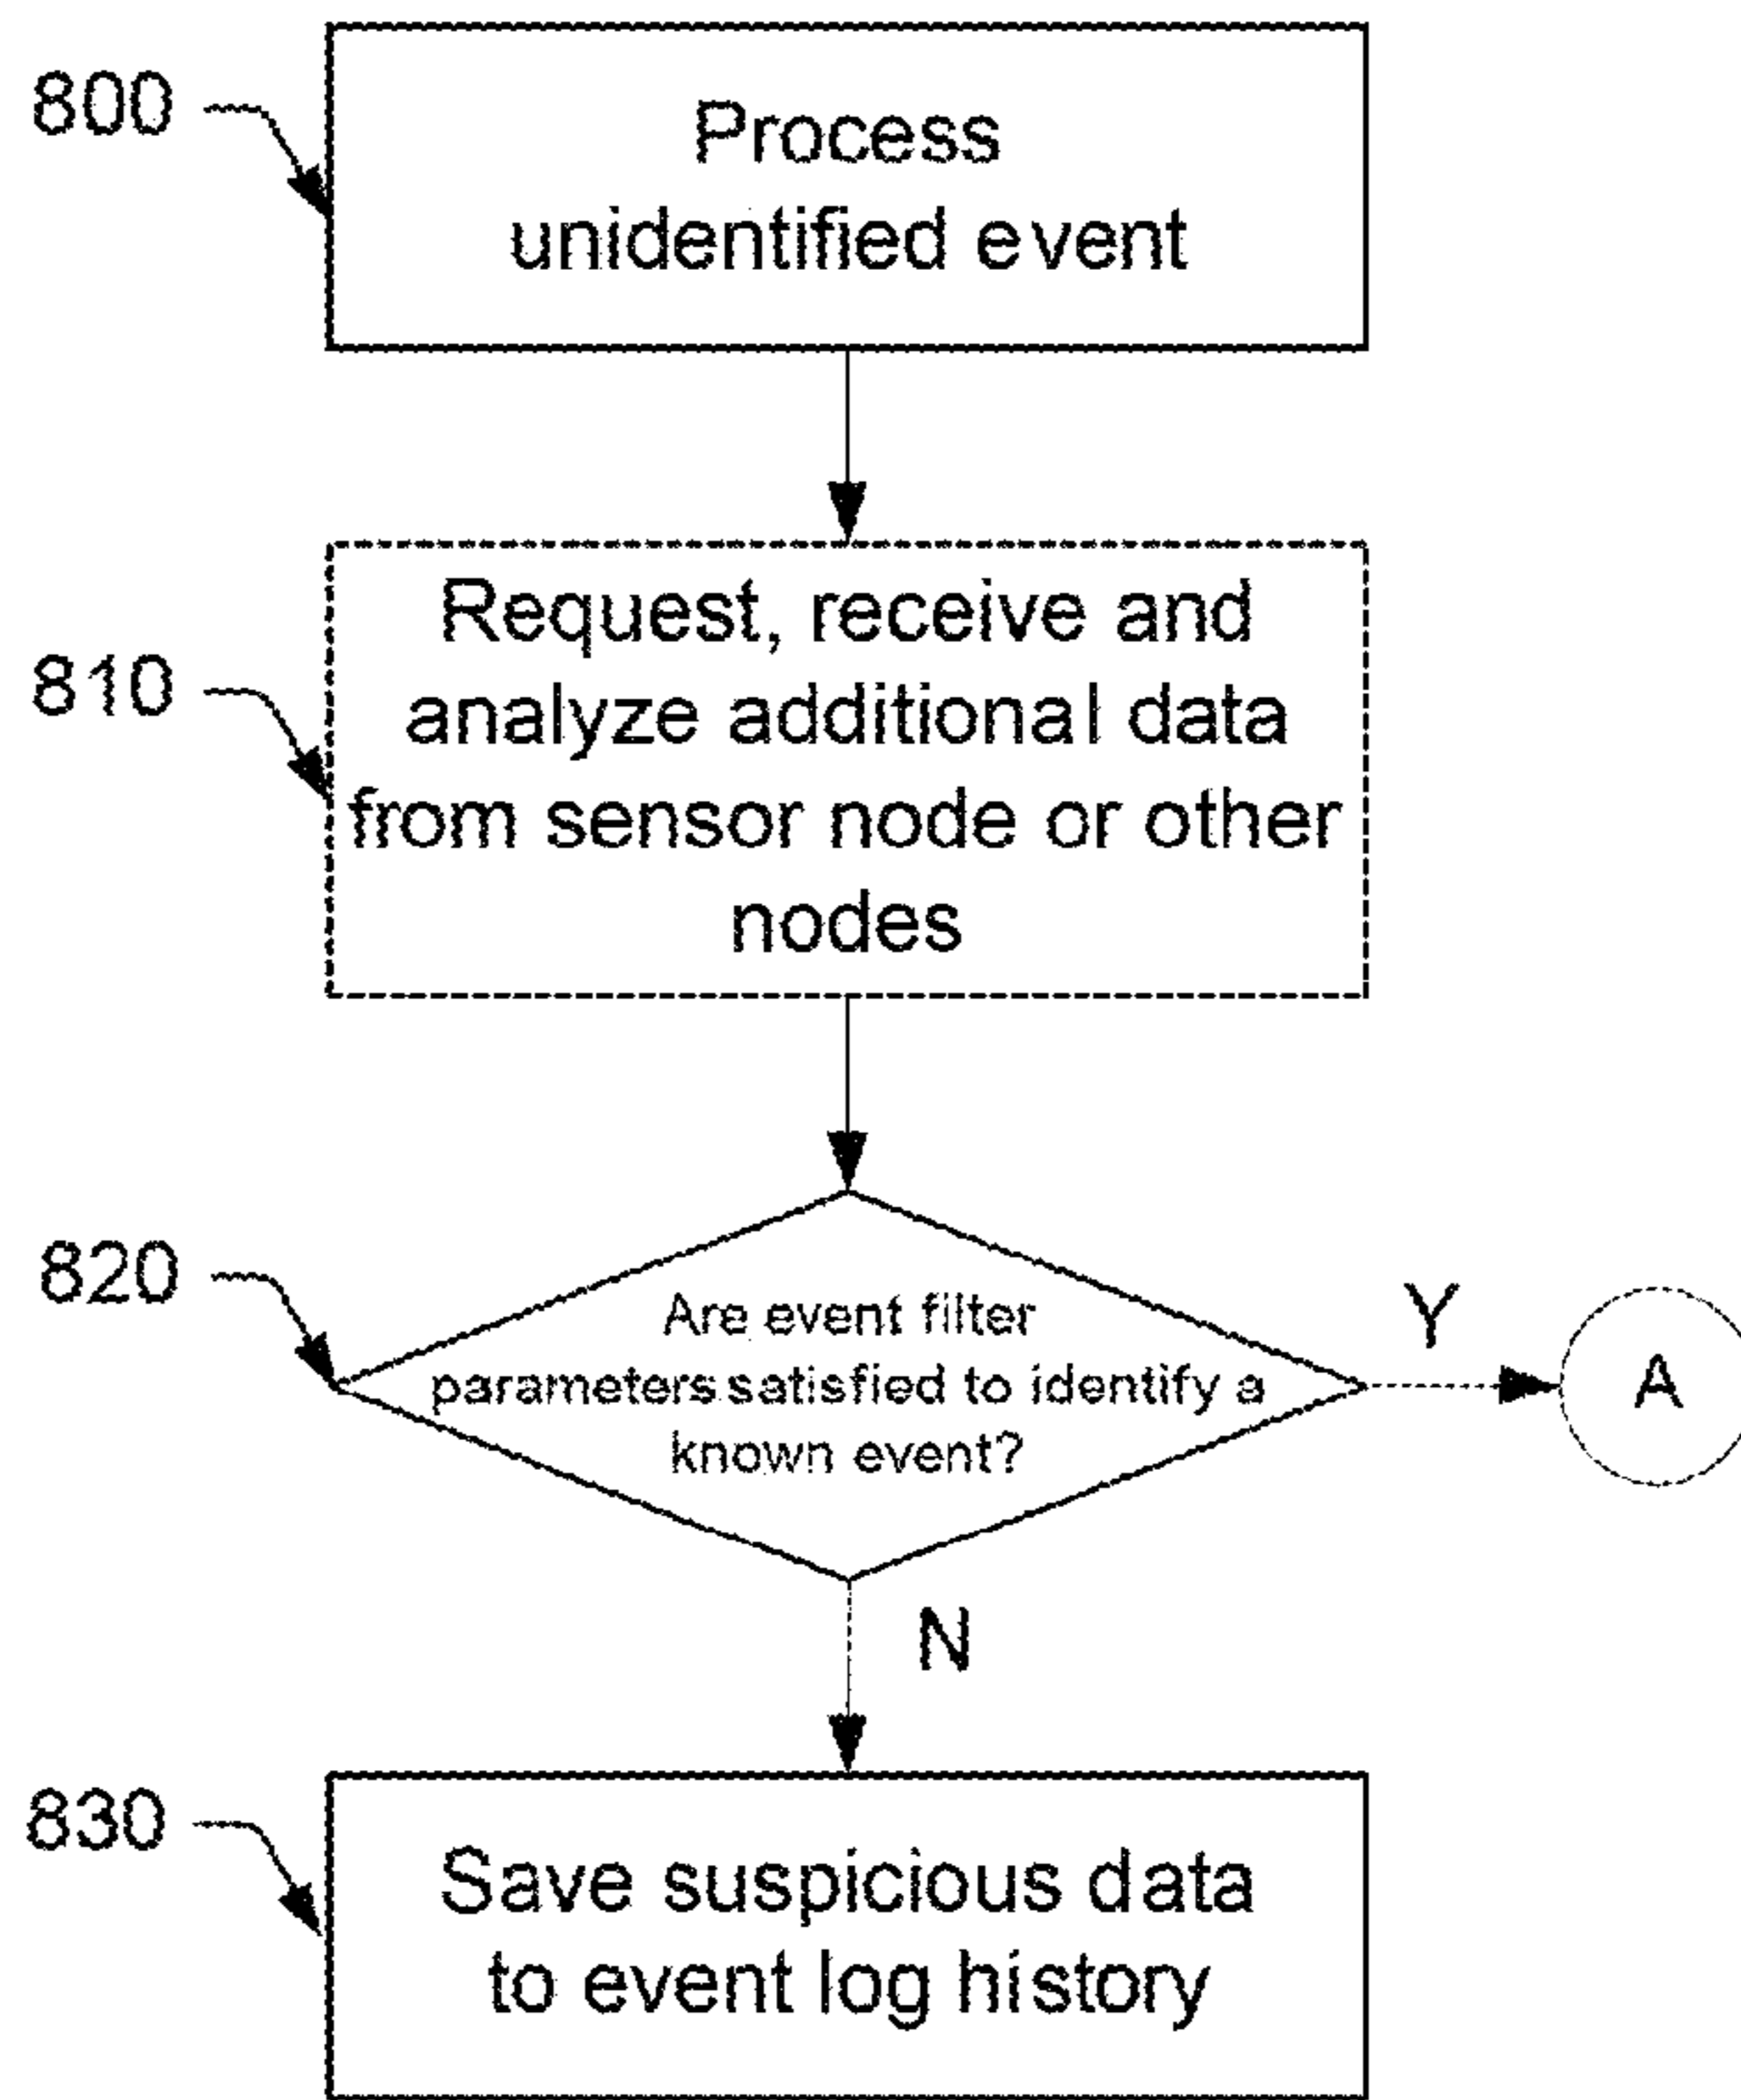 800
Process
unidentified event
810
Request, receive and
analyze additional data
from sensor node or other
nodes
820
Are event filter
parameters satisfied to identify a
known event?
Y
A
N
830
Save suspicious data
to event log history